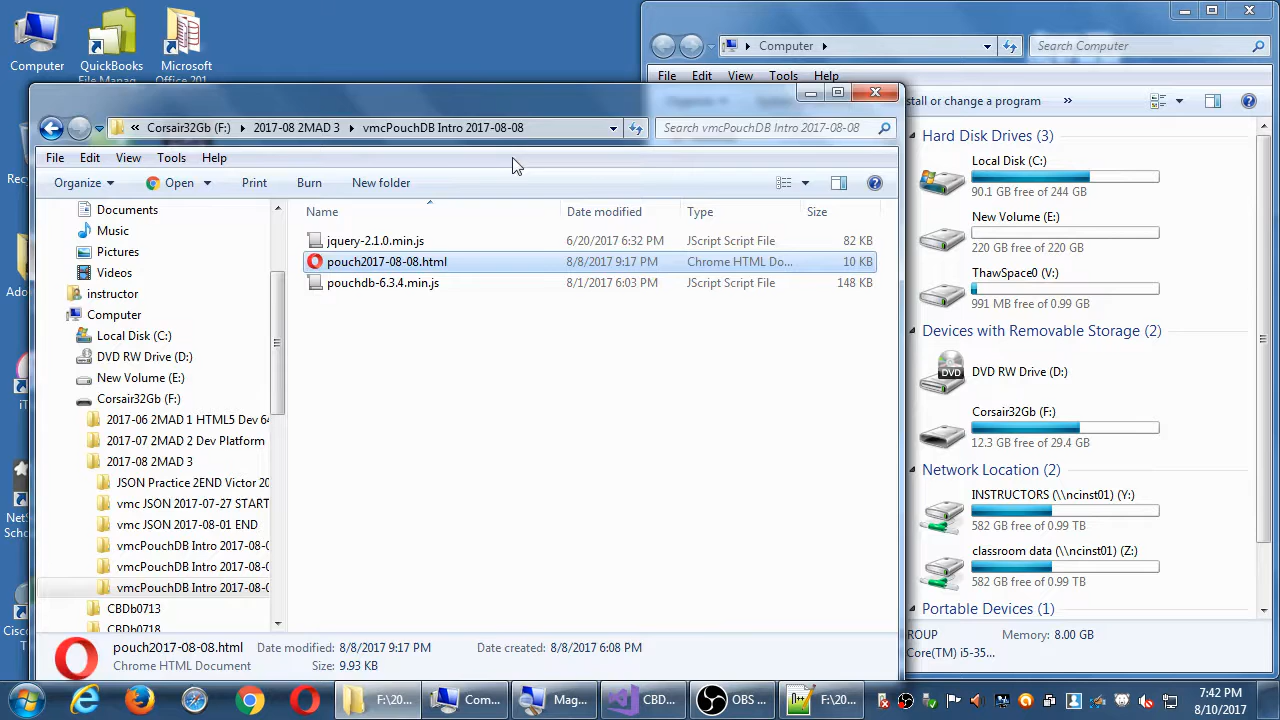 Computer
QuickBooks
File Manag...
Microsoft
Office 201
Computer
Search Computer
File Edit View Tools Help
stall or change a program »
« Corsair32Gb (F:) 2017-08 2MAD 3 vmcPouchDB Intro 2017-08-08
Search vmcPouchDB Intro 2017-08-08
File Edit View Tools Help
Organize Open Print Burn New folder
Name Date modified Type Size
jquery-2.1.0.min.js 6/20/2017 6:32 PM JScript Script File 82 KB
pouch2017-08-08.html 8/8/2017 9:17 PM Chrome HTML Do... 10 KB
pouchdb-6.3.4.min.js 8/1/2017 6:03 PM JScript Script File 148 KB
Documents
Music
Pictures
Videos
instructor
Computer
Local Disk (C:)
DVD RW Drive (D:)
New Volume (E:)
Corsair32Gb (F:)
2017-06 2MAD 1 HTML5 Dev 64
2017-07 2MAD 2 Dev Platform
2017-08 2MAD 3
JSON Practice 2END Victor 20
vmc JSON 2017-07-27 START
vmc JSON 2017-08-01 END
vmcPouchDB Intro 2017-08-0
vmcPouchDB Intro 2017-08-0
vmcPouchDB Intro 2017-08-0
CBDb0713
CBDb0718
Hard Disk Drives (3)
Local Disk (C:)
90.1 GB free of 244 GB
New Volume (E:)
220 GB free of 220 GB
ThawSpace0 (V:)
991 MB free of 0.99 GB
Devices with Removable Storage (2)
DVD
DVD RW Drive (D:)
Corsair32Gb (F:)
12.3 GB free of 29.4 GB
Network Location (2)
INSTRUCTORS (\\ncinst01) (Y:)
582 GB free of 0.99 TB
classroom data (\\ncinst01) (Z:)
582 GB free of 0.99 TB
Portable Devices (1)
ROUP Memory: 8.00 GB
Core(TM) i5-35...
pouch2017-08-08.html Date modified: 8/8/2017 9:17 PM Date created: 8/8/2017 6:08 PM
Chrome HTML Document Size: 9.93 KB
Recy
Ado
iT
NetS
Scho
Cisc
T
F:\20... Com... Mag... CBD... OBS ... F:\20...
7:42 PM
8/10/2017